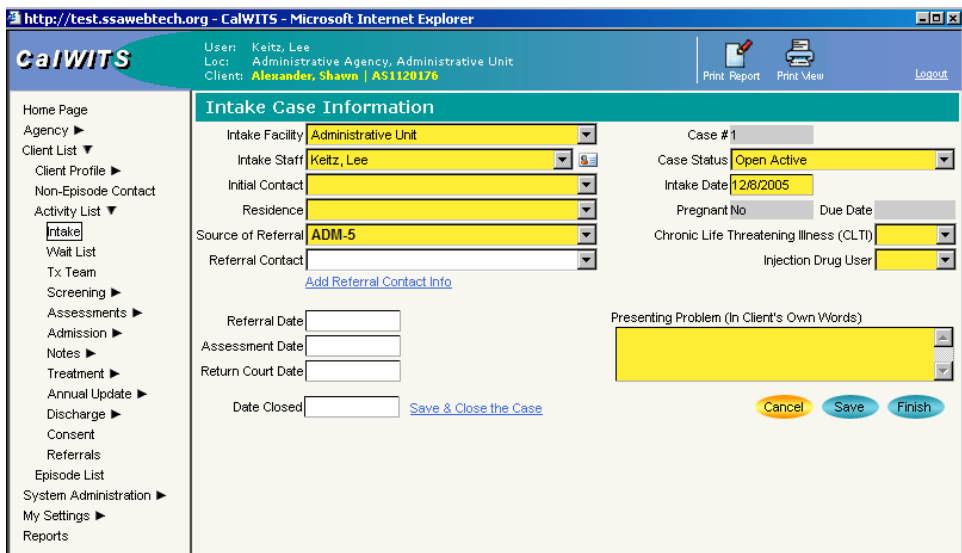 http://test.ssawebtech.org - CalWITS - Microsoft Internet Explorer
CalWITS
User: Keitz, Lee
Loc: Administrative Agency, Administrative Unit
Client: Alexander, Shawn | AS1120176
Print Report Print View
Logout
Home Page
Agency ▶
Client List ▼
Client Profile ▶
Non-Episode Contact
Activity List ▼
Intake
Wait List
Tx Team
Screening ▶
Assessments ▶
Admission ▶
Notes ▶
Treatment ▶
Annual Update ▶
Discharge ▶
Consent
Referrals
Episode List
System Administration ▶
My Settings ▶
Reports
Intake Case Information
Intake Facility Administrative Unit
Case # 1
Intake Staff Keitz, Lee
Case Status Open Active
Initial Contact
Intake Date 12/8/2005
Residence
Pregnant No Due Date
Source of Referral ADM-5
Chronic Life Threatening Illness (CLTI)
Referral Contact
Injection Drug User
Add Referral Contact Info
Referral Date
Presenting Problem (In Client's Own Words)
Assessment Date
Return Court Date
Date Closed
Save & Close the Case
Cancel Save Finish